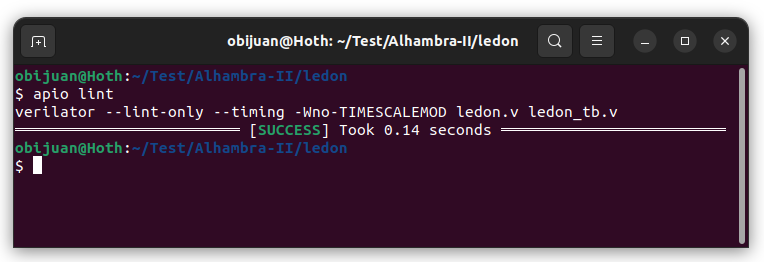 obijuan@Hoth: ~/Test/Alhambra-II/ledon
obijuan@Hoth:~/Test/Alhambra-II/ledon
$ apio lint
verilator --lint-only --timing -Wno-TIMESCALEMOD ledon.v ledon_tb.v
[SUCCESS] Took 0.14 seconds
obijuan@Hoth:~/Test/Alhambra-II/ledon
$